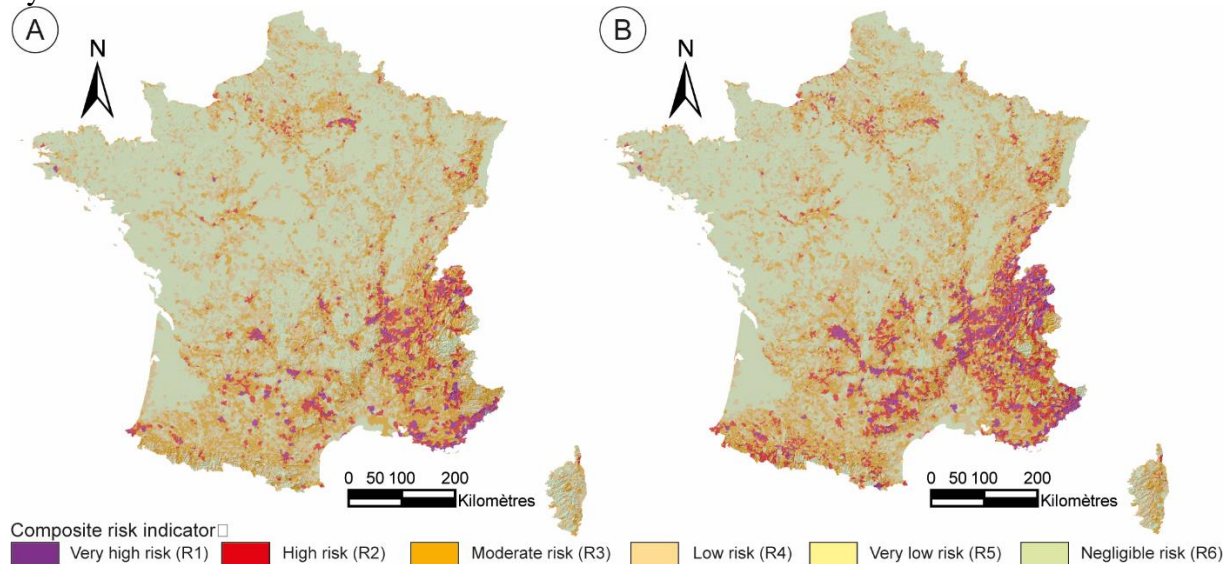 A
B
N
N
0 50 100 200
Kilomètres
0 50 100 200
Kilomètres
Composite risk indicator□
Very high risk (R1) High risk (R2) Moderate risk (R3) Low risk (R4) Very low risk (R5) Negligible risk (R6)